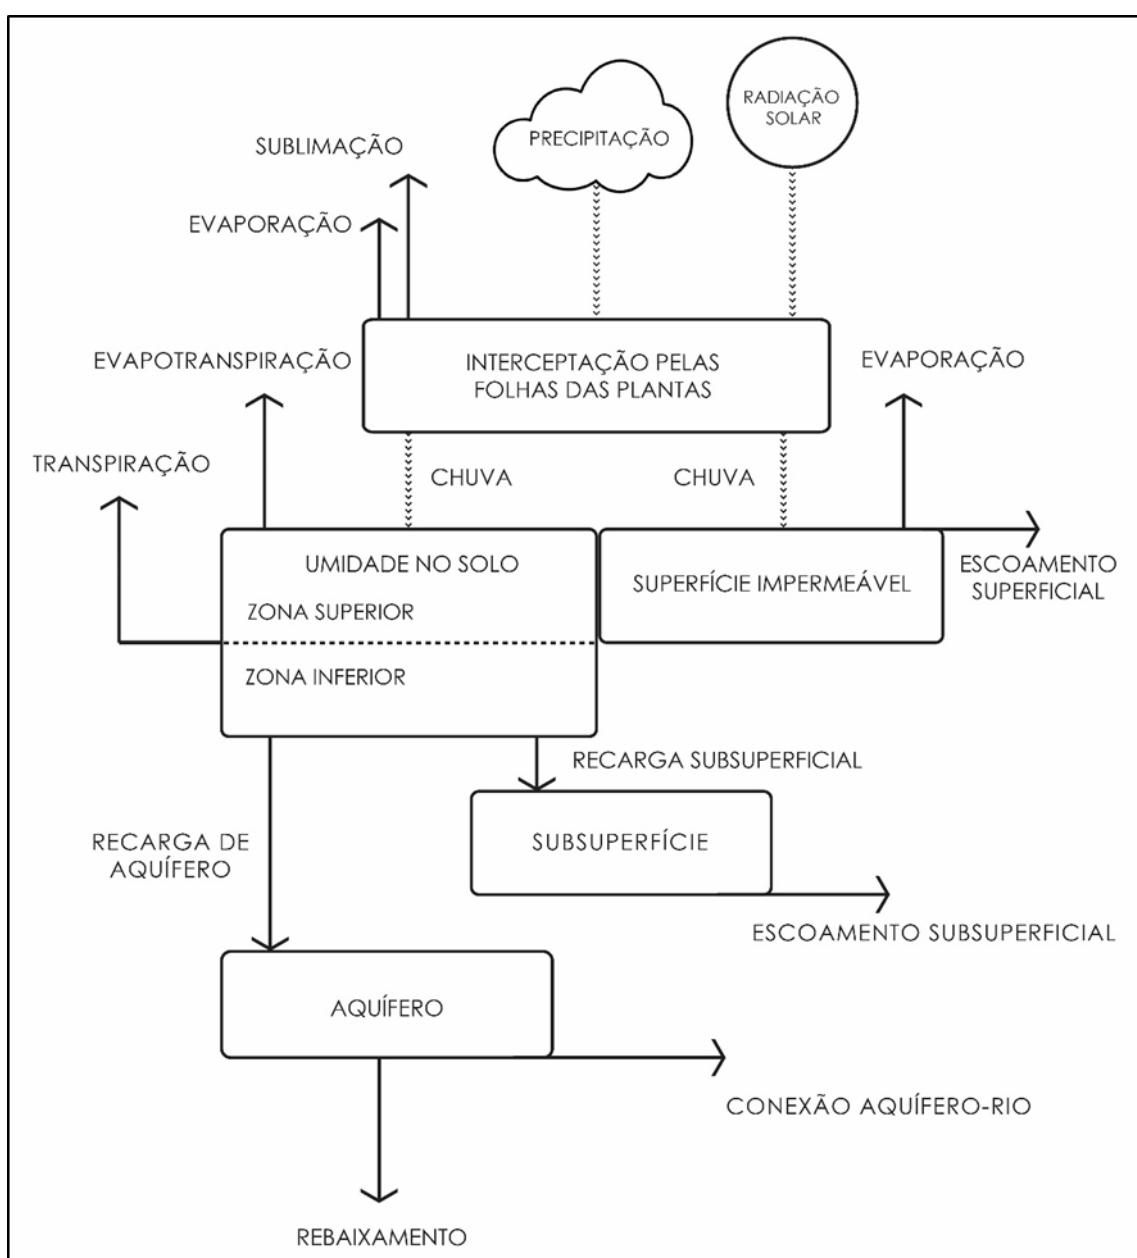 RADIAÇÃO
SOLAR
PRECIPITAÇÃO
SUBLIMAÇÃO
EVAPORAÇÃO
EVAPOTRANSPIRAÇÃO
INTERCEPTAÇÃO PELAS
FOLHAS DAS PLANTAS
EVAPORAÇÃO
TRANSPIRAÇÃO
CHUVA
CHUVA
UMIDADE NO SOLO
ZONA SUPERIOR
ZONA INFERIOR
SUPERFÍCIE IMPERMEÁVEL
ESCOAMENTO
SUPERFICIAL
RECARGA SUBSUPERFICIAL
RECARGA DE
AQUÍFERO
SUBSUPERFÍCIE
ESCOAMENTO SUBSUPERFICIAL
AQUÍFERO
CONEXÃO AQUÍFERO-RIO
REBAIXAMENTO